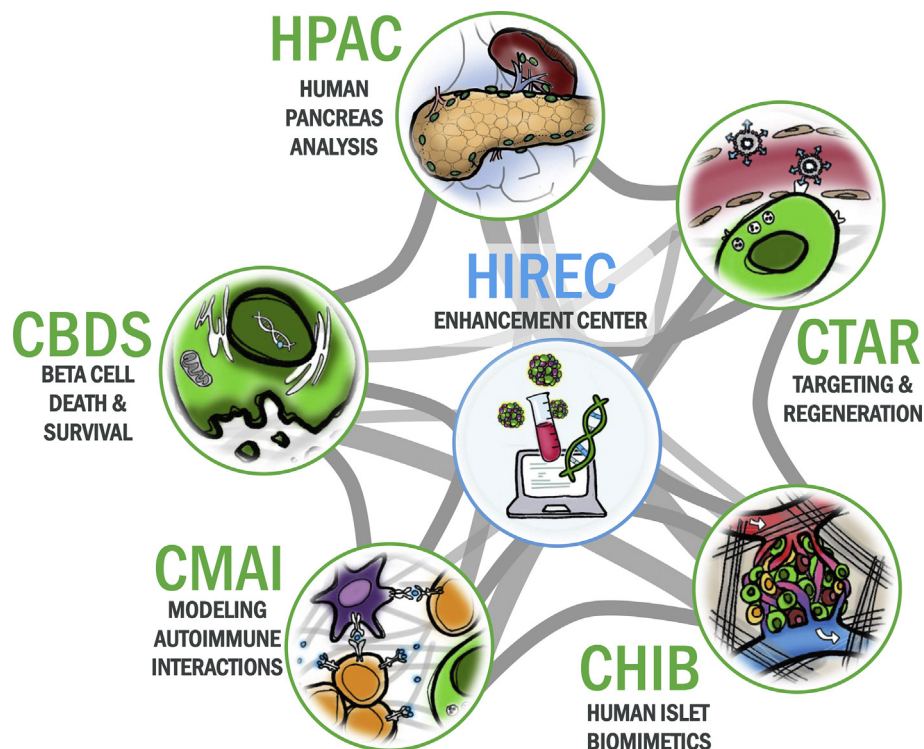 HPAC
HUMAN
PANCREAS
ANALYSIS
HIREC
ENHANCEMENT CENTER
CBDS
BETA CELL
DEATH &
SURVIVAL
CTAR
TARGETING &
REGENERATION
CMAI
MODELING
AUTOIMMUNE
INTERACTIONS
CHIB
HUMAN ISLET
BIOMIMETICS